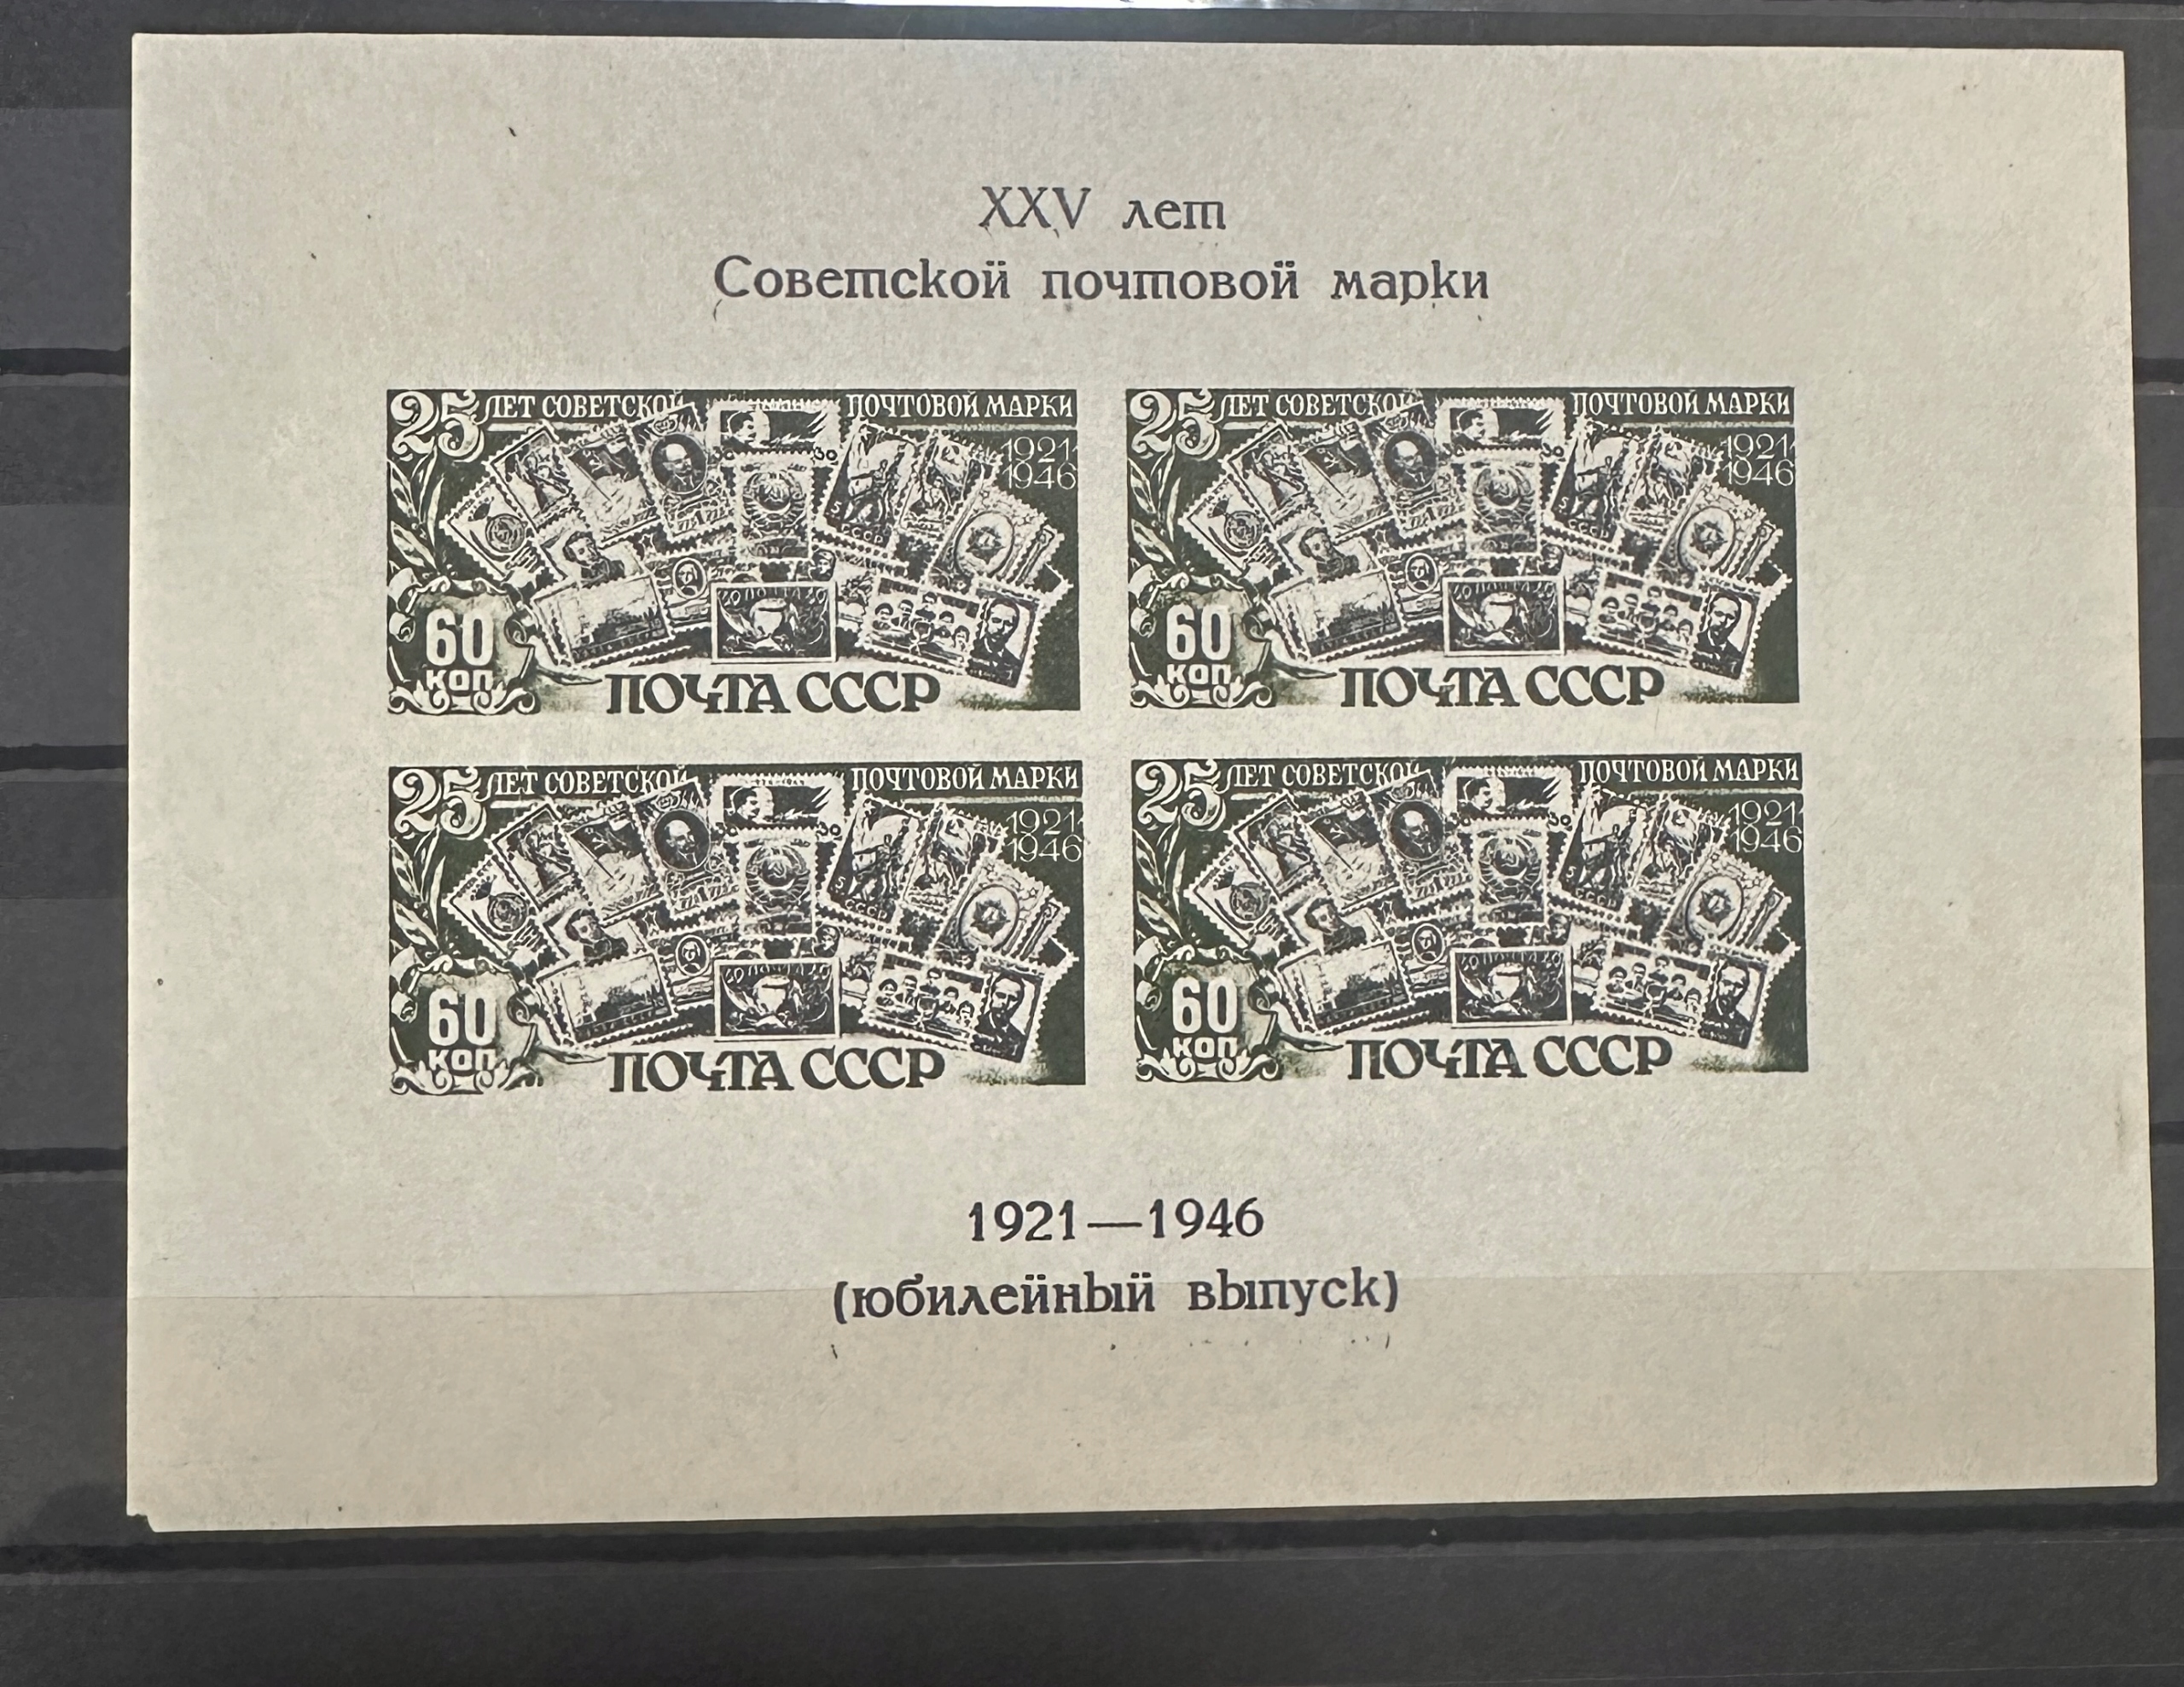 XXV лет
Советской почтовой марки
25 ЛЕТ СОВЕТСКОЙ ПОЧТОВОЙ МАРКИ
1921
1946
60
КОП
ПОЧТА СССР
25 ЛЕТ СОВЕТСКОЙ ПОЧТОВОЙ МАРКИ
1921
1946
60
КОП
ПОЧТА СССР
25 ЛЕТ СОВЕТСКОЙ ПОЧТОВОЙ МАРКИ
1921
1946
60
КОП
ПОЧТА СССР
25 ЛЕТ СОВЕТСКОЙ ПОЧТОВОЙ МАРКИ
1921
1946
60
КОП
ПОЧТА СССР
1921—1946
(юбилейный выпуск)